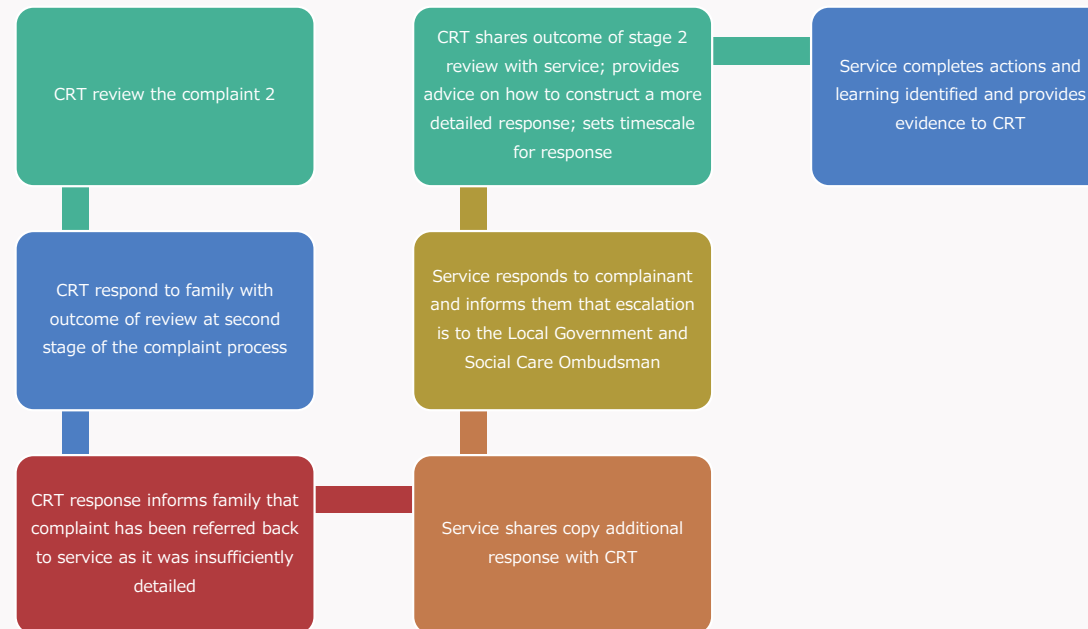 CRT review the complaint 2
CRT respond to family with
outcome of review at second
stage of the complaint process
CRT response informs family that
complaint has been referred back
to service as it was insufficiently
detailed
Service shares copy additional
response with CRT
Service responds to complainant
and informs them that escalation
is to the Local Government and
Social Care Ombudsman
CRT shares outcome of stage 2
review with service; provides
advice on how to construct a more
detailed response; sets timescale
for response
Service completes actions and
learning identified and provides
evidence to CRT